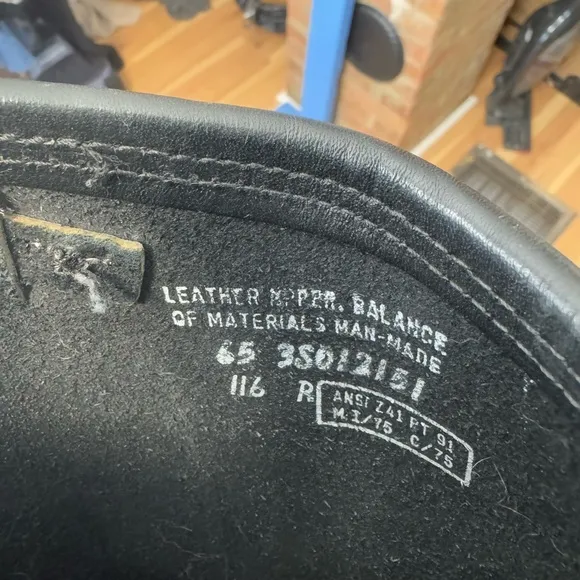 LEATHER UPPER. BALANCE
OF MATERIALS MAN-MADE
65 3S012151
116 R
ANSI Z41 PT 91
M I/75 C/75